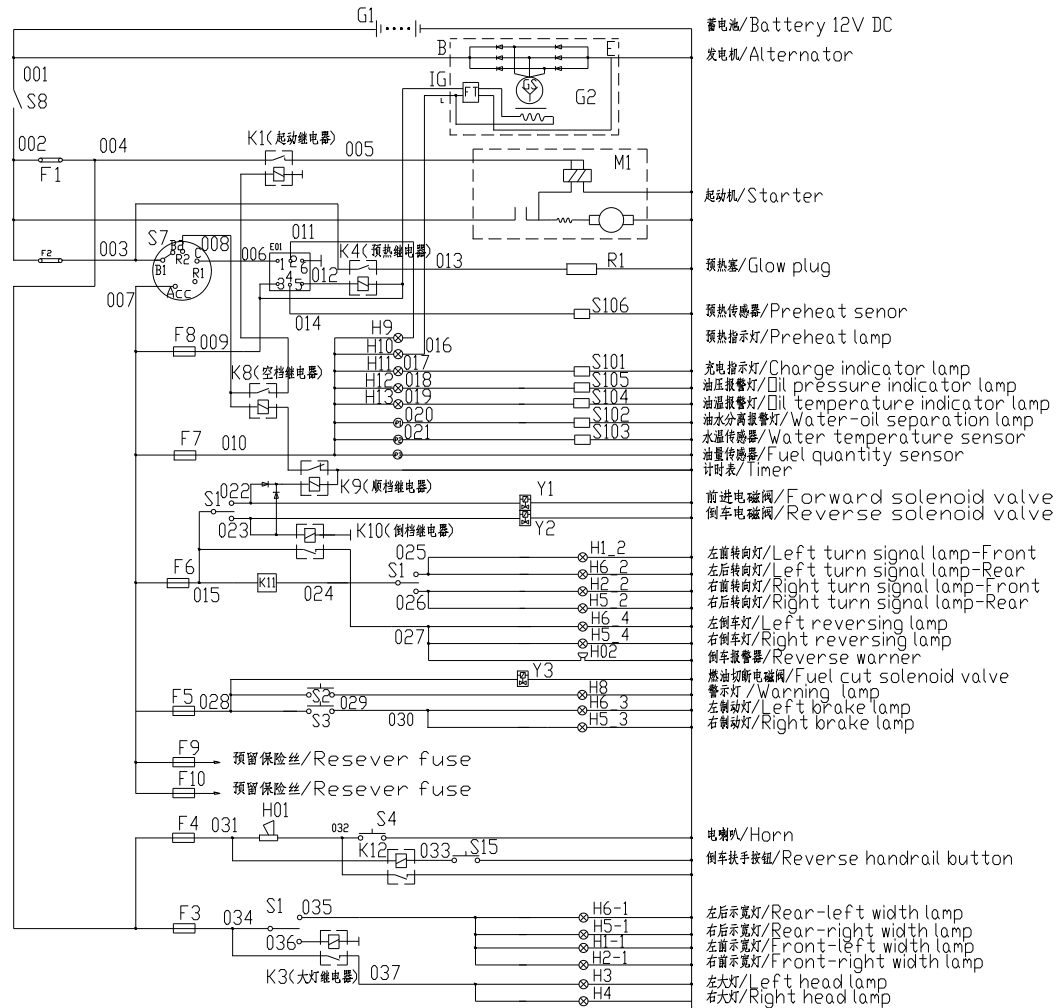 G1
蓄电池/Battery 12V DC
B
E
发电机/Alternator
001
S8
IG
L
FT
GS
G2
002
F1
004
K1(起动继电器)
005
M1
起动机/Starter
F2
003
S7
B1
B2
R2
C
R1
Acc
008
006
E01
1 2 6
3 4 5
011
012
K4(预热继电器)
013
R1
预热塞/Glow plug
007
014
S106
预热传感器/Preheat senor
F8
009
H9
预热指示灯/Preheat lamp
H10
016
H11
017
S101
充电指示灯/Charge indicator lamp
K8(空档继电器)
H12
018
S105
油压报警灯/Oil pressure indicator lamp
H13
019
S104
油温报警灯/Oil temperature indicator lamp
P1
020
S102
油水分离报警灯/Water-oil separation lamp
P2
021
S103
水温传感器/Water temperature sensor
F7
010
P3
油量传感器/Fuel quantity sensor
计时表/Timer
K9(顺档继电器)
S1
022
Y1
前进电磁阀/Forward solenoid valve
023
Y2
倒车电磁阀/Reverse solenoid valve
K10(倒档继电器)
025
H1_2
左前转向灯/Left turn signal lamp-Front
F6
015
K11
024
S1
H6_2
左后转向灯/Left turn signal lamp-Rear
H2_2
右前转向灯/Right turn signal lamp-Front
026
H5_2
右后转向灯/Right turn signal lamp-Rear
H6_4
左倒车灯/Left reversing lamp
027
H5_4
右倒车灯/Right reversing lamp
H02
倒车报警器/Reverse warner
Y3
燃油切断电磁阀/Fuel cut solenoid valve
F5
028
S2
029
H8
警示灯/Warning lamp
S3
H6_3
左制动灯/Left brake lamp
030
H5_3
右制动灯/Right brake lamp
F9
预留保险丝/Resever fuse
F10
预留保险丝/Resever fuse
F4
031
H01
032
S4
电喇叭/Horn
K12
033
S15
倒车扶手按钮/Reverse handrail button
F3
034
S1
035
H6-1
左后示宽灯/Rear-left width lamp
H5-1
右后示宽灯/Rear-right width lamp
036
H1-1
左前示宽灯/Front-left width lamp
H2-1
右前示宽灯/Front-right width lamp
K3(大灯继电器)
037
H3
左大灯/Left head lamp
H4
右大灯/Right head lamp